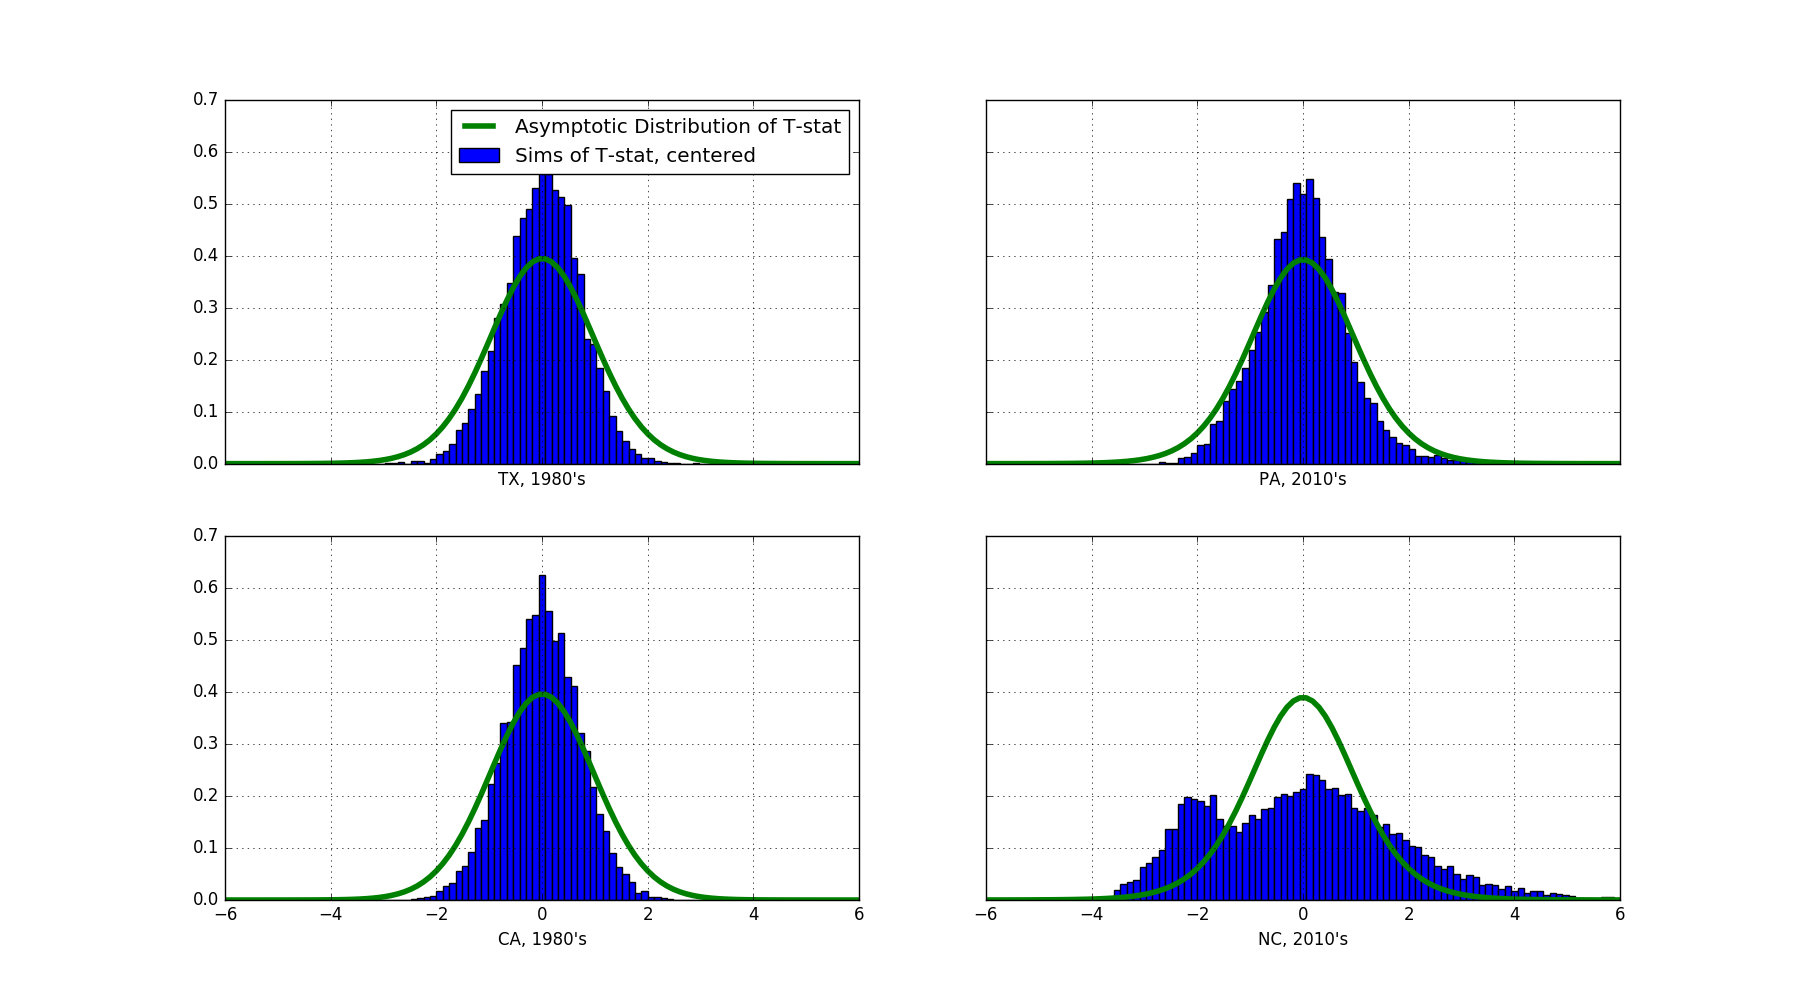 0.7
0.6
0.5
0.4
0.3
0.2
0.1
0.0
Asymptotic Distribution of T-stat
Sims of T-stat, centered
TX, 1980's
PA, 2010's
0.7
0.6
0.5
0.4
0.3
0.2
0.1
0.0
−6 −4 −2 0 2 4 6
CA, 1980's
−6 −4 −2 0 2 4 6
NC, 2010's